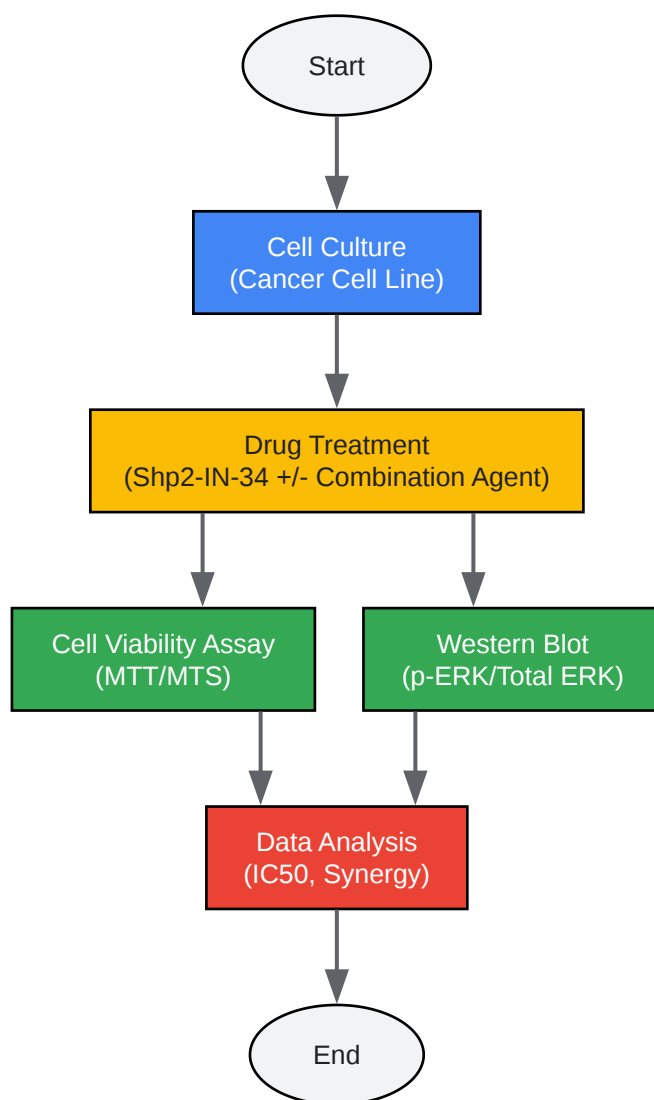 Start
Cell Culture
(Cancer Cell Line)
Drug Treatment
(Shp2-IN-34 +/- Combination Agent)
Cell Viability Assay
(MTT/MTS)
Western Blot
(p-ERK/Total ERK)
Data Analysis
(IC50, Synergy)
End